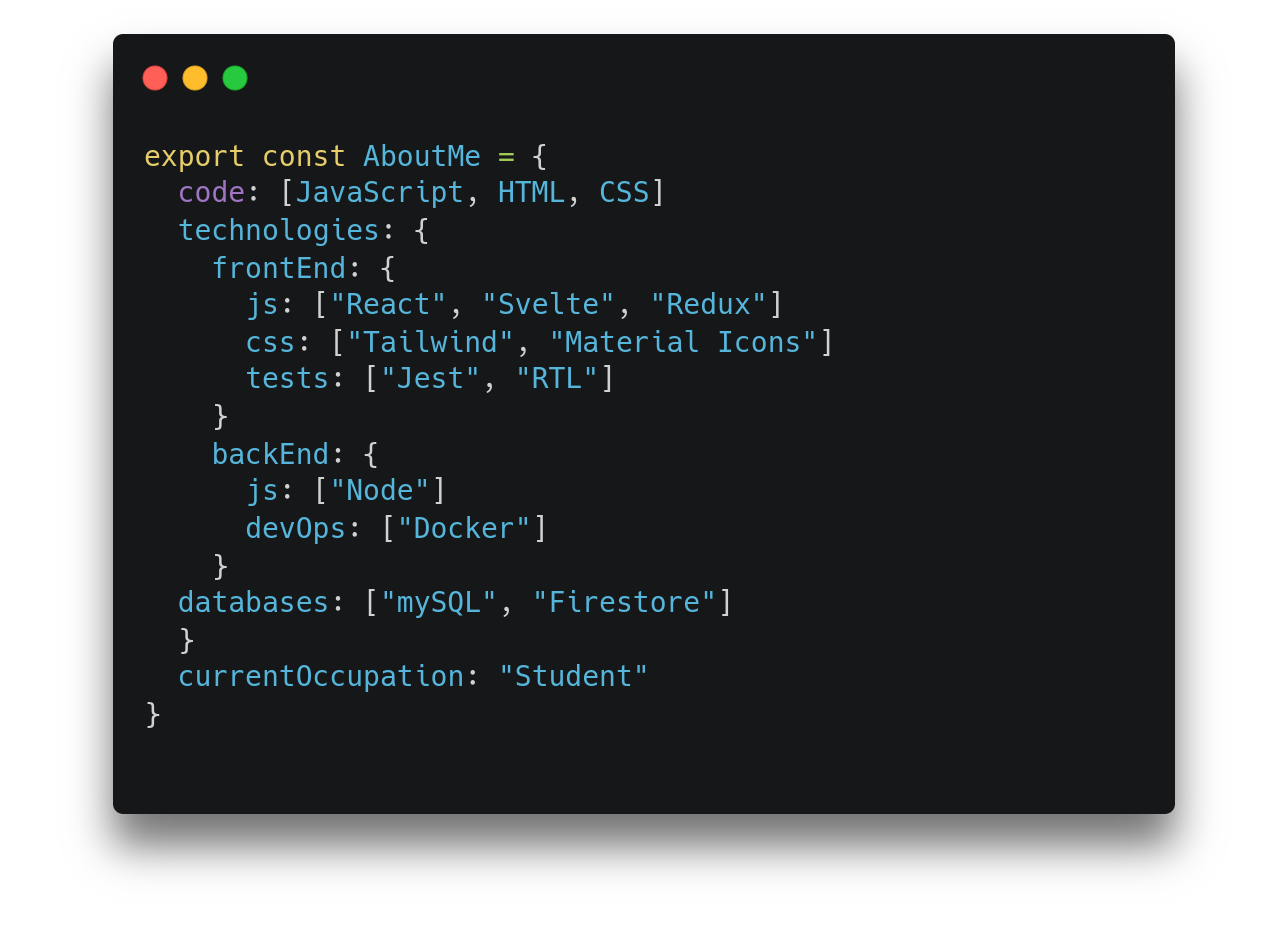 export const AboutMe = {
  code: [JavaScript, HTML, CSS]
  technologies: {
    frontEnd: {
      js: ["React", "Svelte", "Redux"]
      css: ["Tailwind", "Material Icons"]
      tests: ["Jest", "RTL"]
    }
    backEnd: {
      js: ["Node"]
      devOps: ["Docker"]
    }
  databases: ["mySQL", "Firestore"]
  }
  currentOccupation: "Student"
}